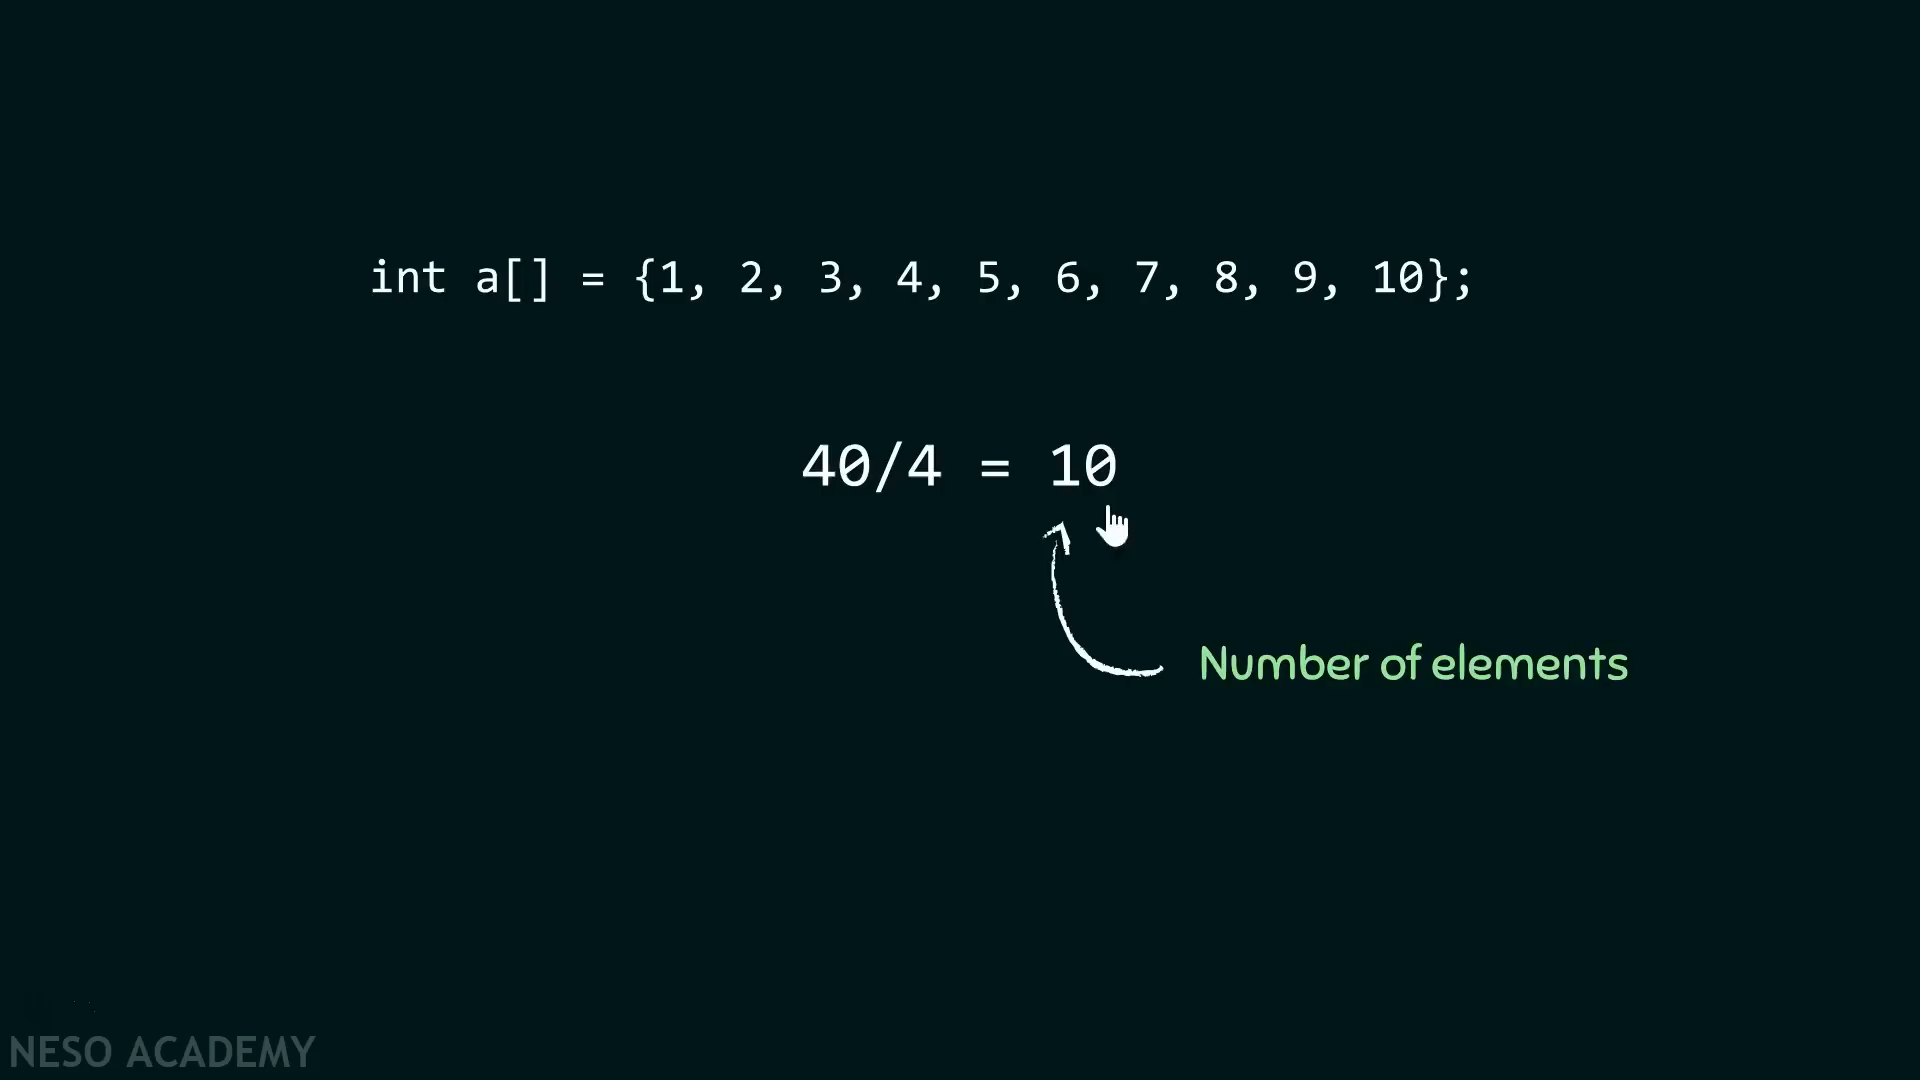 int a[] = {1, 2, 3, 4, 5, 6, 7, 8, 9, 10};
40/4 = 10
Number of elements
NESO ACADEMY